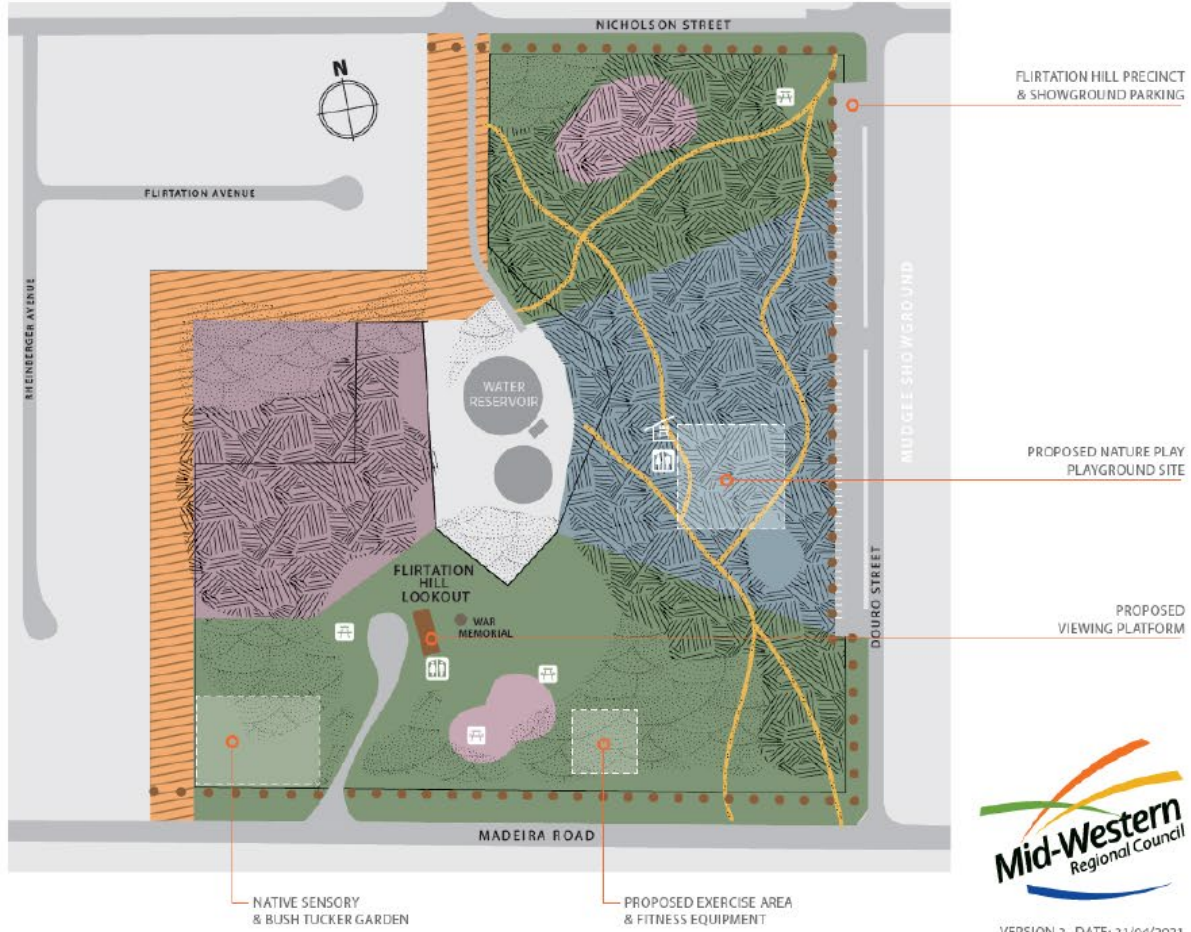 NICHOLSON STREET
FLIRTATION HILL PRECINCT
& SHOWGROUND PARKING
N
FLIRTATION AVENUE
RHEINBERGER AVENUE
MUDGEE SHOWGROUND
WATER
RESERVOIR
PROPOSED NATURE PLAY
PLAYGROUND SITE
DOURO STREET
FLIRTATION
HILL
LOOKOUT
WAR
MEMORIAL
PROPOSED
VIEWING PLATFORM
MADEIRA ROAD
Mid-Western
Regional Council
NATIVE SENSORY
& BUSH TUCKER GARDEN
PROPOSED EXERCISE AREA
& FITNESS EQUIPMENT